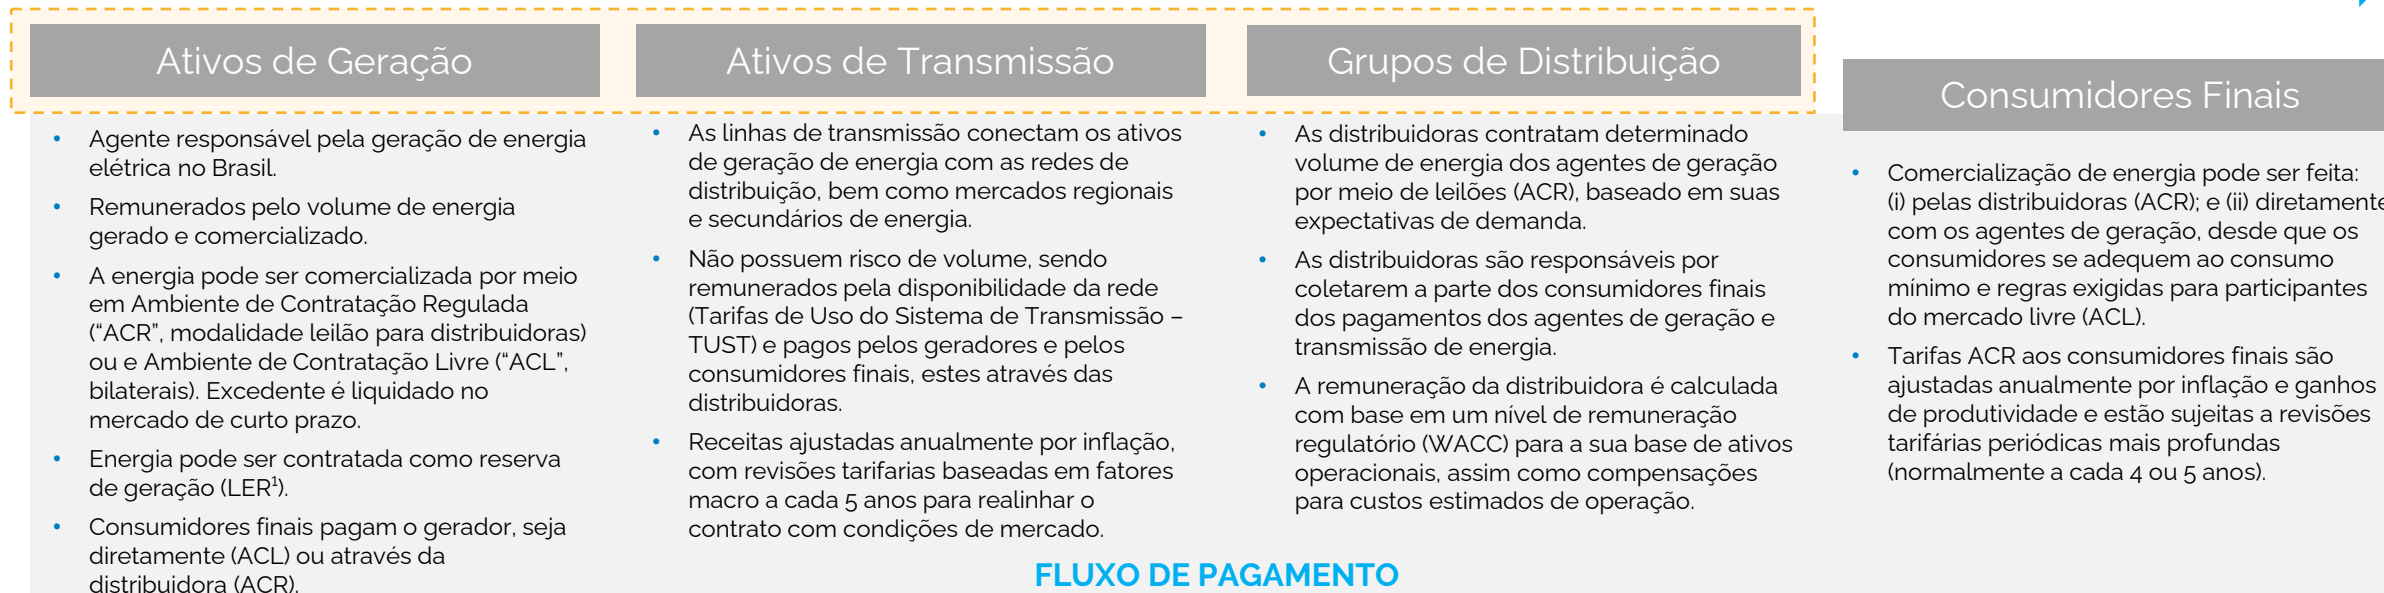 Ativos de Geração
• Agente responsável pela geração de energia
elétrica no Brasil.
• Remunerados pelo volume de energia
gerado e comercializado.
• A energia pode ser comercializada por meio
em Ambiente de Contratação Regulada
(“ACR”, modalidade leilão para distribuidoras)
ou e Ambiente de Contratação Livre (“ACL”,
bilaterais). Excedente é liquidado no
mercado de curto prazo.
• Energia pode ser contratada como reserva
de geração (LER¹).
• Consumidores finais pagam o gerador, seja
diretamente (ACL) ou através da
distribuidora (ACR).
Ativos de Transmissão
• As linhas de transmissão conectam os ativos
de geração de energia com as redes de
distribuição, bem como mercados regionais
e secundários de energia.
• Não possuem risco de volume, sendo
remunerados pela disponibilidade da rede
(Tarifas de Uso do Sistema de Transmissão –
TUST) e pagos pelos geradores e pelos
consumidores finais, estes através das
distribuidoras.
• Receitas ajustadas anualmente por inflação,
com revisões tarifarias baseadas em fatores
macro a cada 5 anos para realinhar o
contrato com condições de mercado.
Grupos de Distribuição
• As distribuidoras contratam determinado
volume de energia dos agentes de geração
por meio de leilões (ACR), baseado em suas
expectativas de demanda.
• As distribuidoras são responsáveis por
coletarem a parte dos consumidores finais
dos pagamentos dos agentes de geração e
transmissão de energia.
• A remuneração da distribuidora é calculada
com base em um nível de remuneração
regulatório (WACC) para a sua base de ativos
operacionais, assim como compensações
para custos estimados de operação.
Consumidores Finais
• Comercialização de energia pode ser feita:
(i) pelas distribuidoras (ACR); e (ii) diretamente
com os agentes de geração, desde que os
consumidores se adequem ao consumo
mínimo e regras exigidas para participantes
do mercado livre (ACL).
• Tarifas ACR aos consumidores finais são
ajustadas anualmente por inflação e ganhos
de produtividade e estão sujeitas a revisões
tarifárias periódicas mais profundas
(normalmente a cada 4 ou 5 anos).
FLUXO DE PAGAMENTO